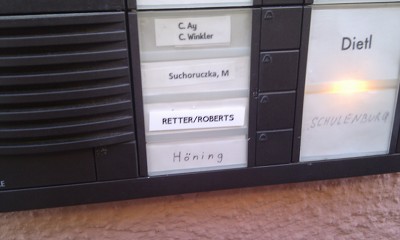 C. Ay
C. Winkler
Suchoruczka, M
RETTER/ROBERTS
Höning
Dietl
SCHULENBURG